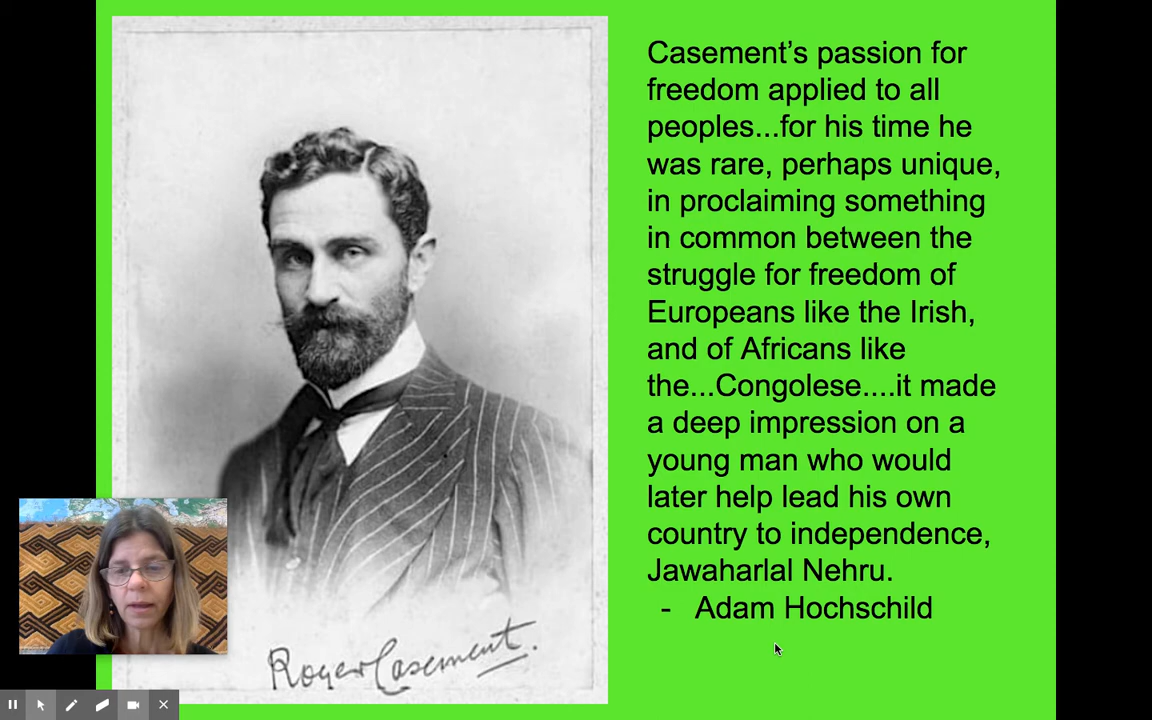 Casement’s passion for
freedom applied to all
peoples...for his time he
was rare, perhaps unique,
in proclaiming something
in common between the
struggle for freedom of
Europeans like the Irish,
and of Africans like
the...Congolese....it made
a deep impression on a
young man who would
later help lead his own
country to independence,
Jawaharlal Nehru.
- Adam Hochschild
Roger Casement.